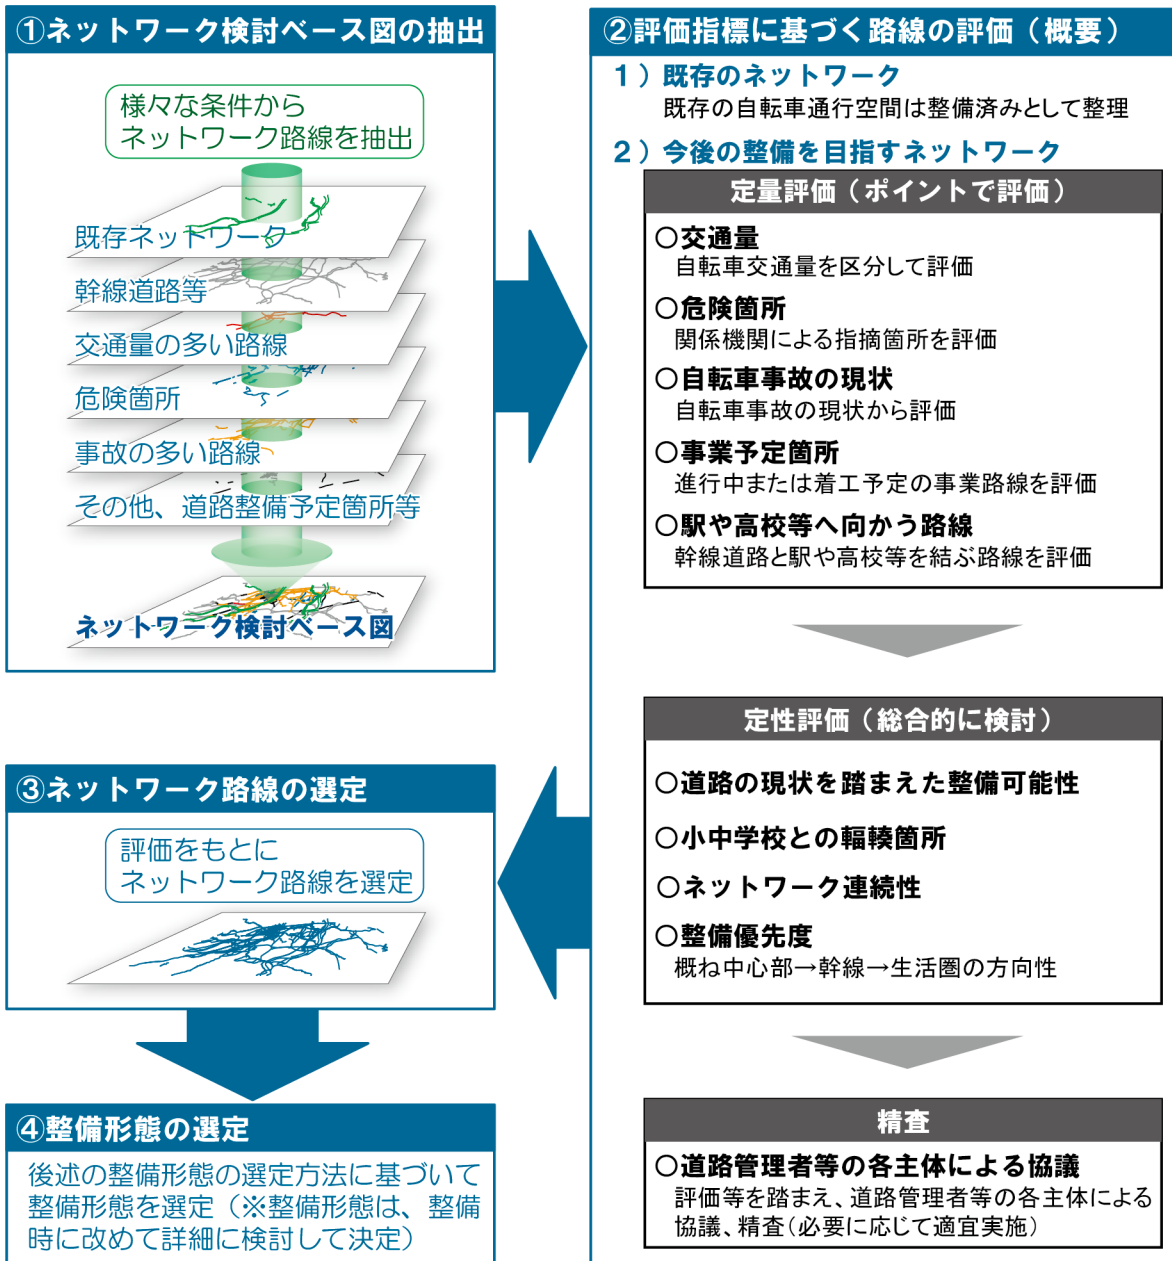 ①ネットワーク検討ベース図の抽出
様々な条件から
ネットワーク路線を抽出
既存ネットワーク
幹線道路等
交通量の多い路線
危険箇所
事故の多い路線
その他、道路整備予定箇所等
ネットワーク検討ベース図
②評価指標に基づく路線の評価（概要）
１）既存のネットワーク
既存の自転車通行空間は整備済みとして整理
２）今後の整備を目指すネットワーク
定量評価（ポイントで評価）
○交通量
自転車交通量を区分して評価
○危険箇所
関係機関による指摘箇所を評価
○自転車事故の現状
自転車事故の現状から評価
○事業予定箇所
進行中または着工予定の事業路線を評価
○駅や高校等へ向かう路線
幹線道路と駅や高校等を結ぶ路線を評価
定性評価（総合的に検討）
○道路の現状を踏まえた整備可能性
○小中学校との輻輳箇所
○ネットワーク連続性
○整備優先度
概ね中心部→幹線→生活圏の方向性
精査
○道路管理者等の各主体による協議
評価等を踏まえ、道路管理者等の各主体による
協議、精査（必要に応じて適宜実施）
③ネットワーク路線の選定
評価をもとに
ネットワーク路線を選定
④整備形態の選定
後述の整備形態の選定方法に基づいて
整備形態を選定（※整備形態は、整備
時に改めて詳細に検討して決定）